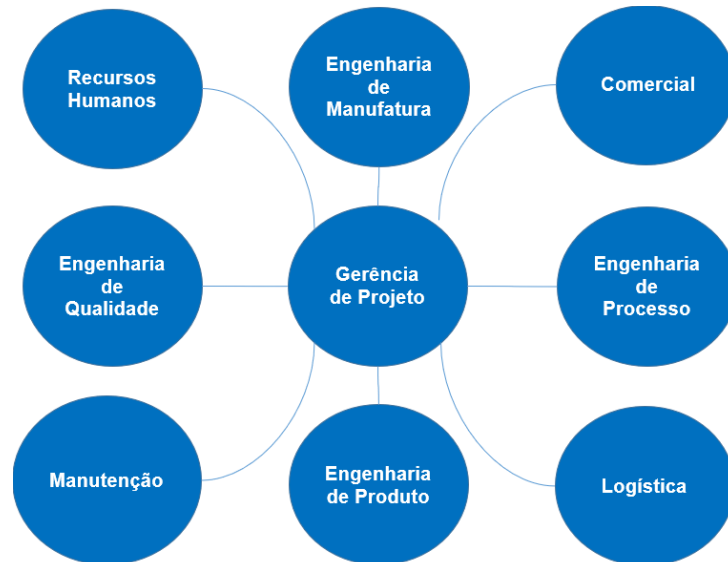 Recursos
Humanos
Engenharia
de
Manufatura
Comercial
Engenharia
de
Qualidade
Gerência
de Projeto
Engenharia
de
Processo
Manutenção
Engenharia
de Produto
Logística